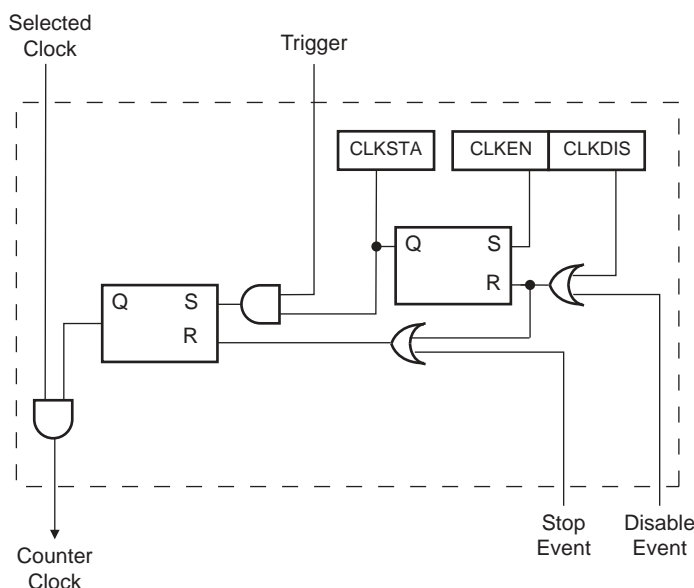 Selected
Clock
Trigger
CLKSTA
CLKEN
CLKDIS
Q
S
R
Q
S
R
Stop
Event
Disable
Event
Counter
Clock